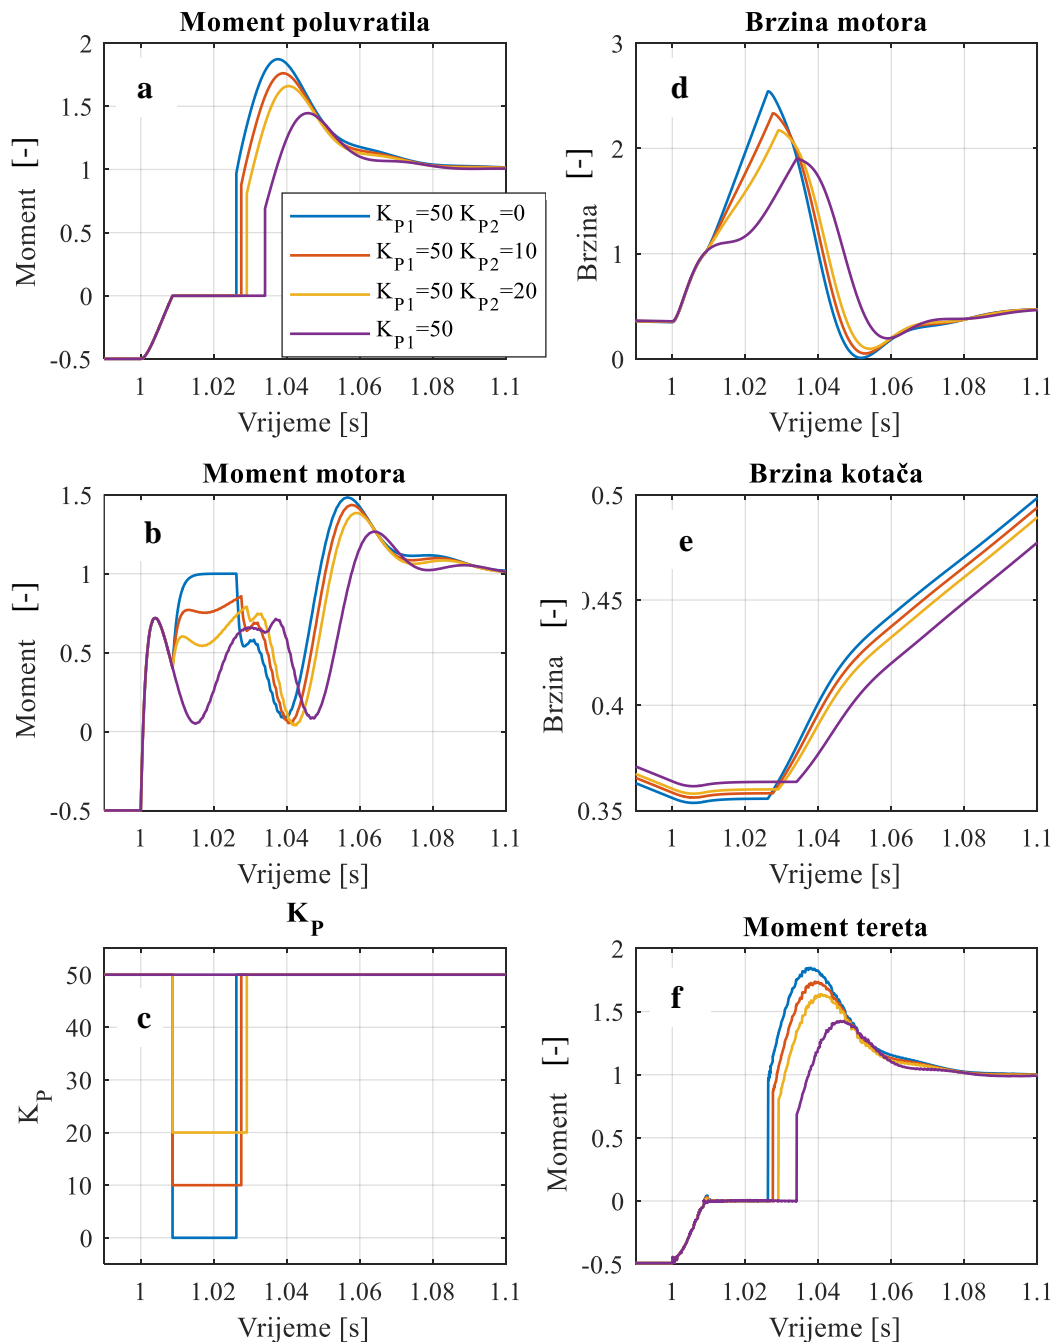 Moment poluvratila
a
2
1.5
1
0.5
0
-0.5
Moment [-]
1 1.02 1.04 1.06 1.08 1.1
Vrijeme [s]
K_P1=50 K_P2=0
K_P1=50 K_P2=10
K_P1=50 K_P2=20
K_P1=50
Brzina motora
d
3
2
1
0
Brzina [-]
1 1.02 1.04 1.06 1.08 1.1
Vrijeme [s]
Moment motora
b
1.5
1
0.5
0
-0.5
Moment [-]
1 1.02 1.04 1.06 1.08 1.1
Vrijeme [s]
Brzina kotača
e
0.5
0.45
0.4
0.35
Brzina [-]
1 1.02 1.04 1.06 1.08 1.1
Vrijeme [s]
K_P
c
50
40
30
20
10
0
K_P
1 1.02 1.04 1.06 1.08 1.1
Vrijeme [s]
Moment tereta
f
2
1.5
1
0.5
0
-0.5
Moment [-]
1 1.02 1.04 1.06 1.08 1.1
Vrijeme [s]